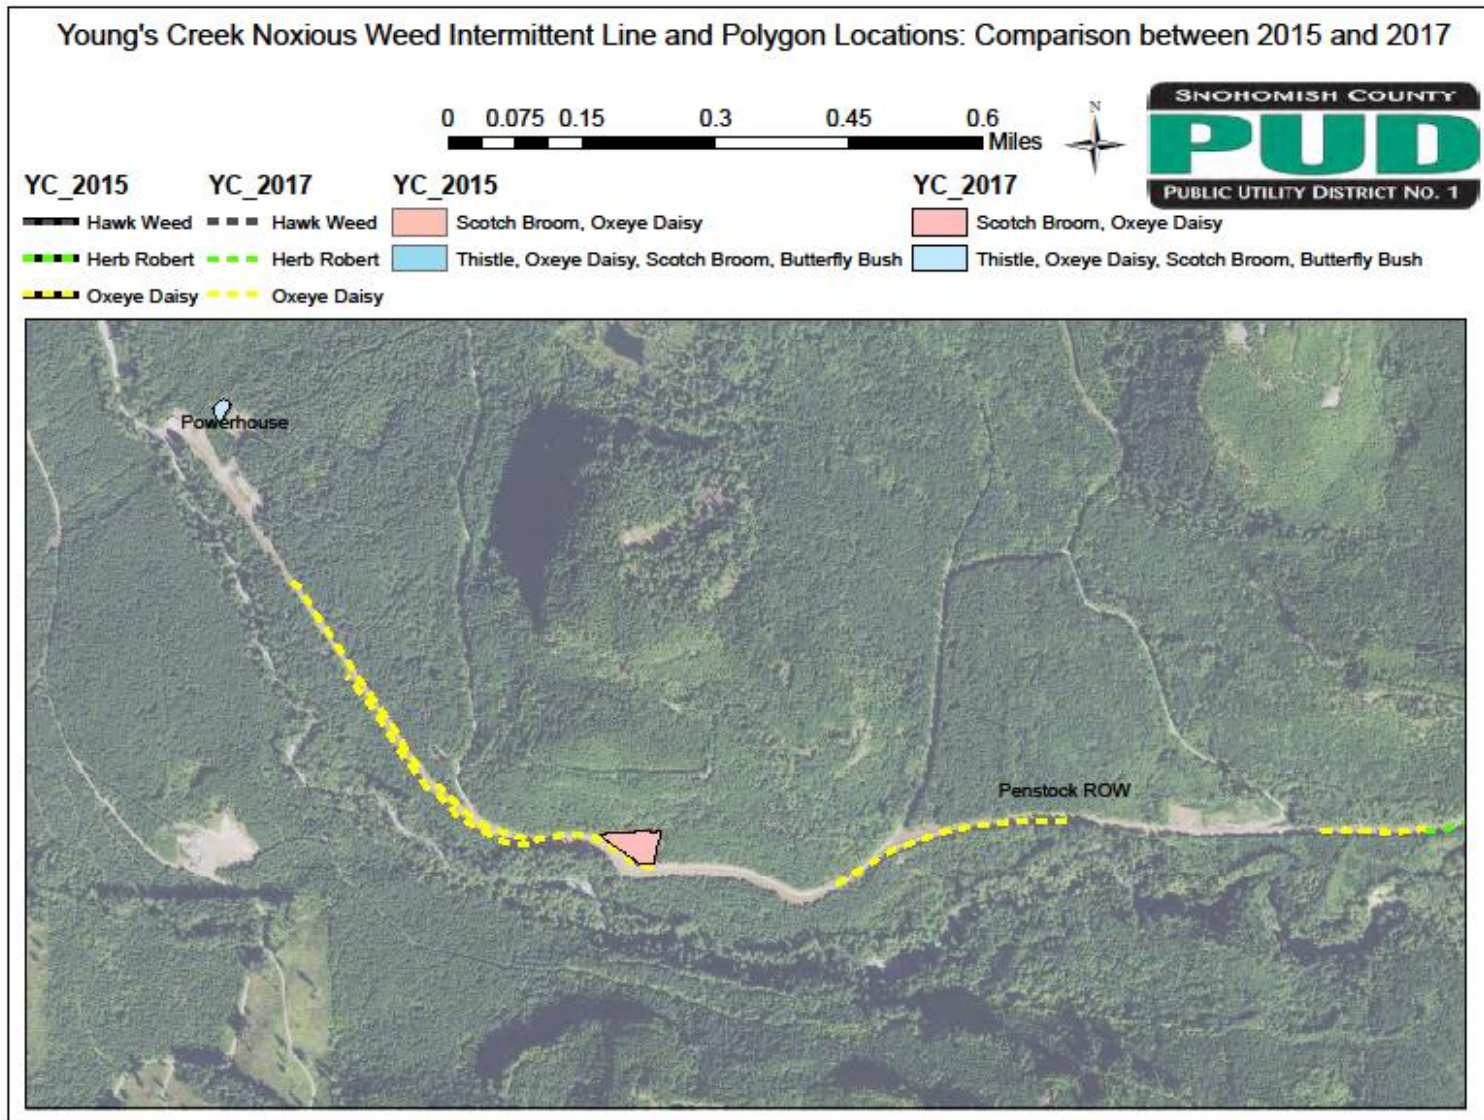 Young's Creek Noxious Weed Intermittent Line and Polygon Locations: Comparison between 2015 and 2017
0 0.075 0.15 0.3 0.45 0.6
Miles
N
SNOHOMISH COUNTY
PUD
PUBLIC UTILITY DISTRICT NO. 1
YC_2015 YC_2017 YC_2015 YC_2017
Hawk Weed Hawk Weed Scotch Broom, Oxeye Daisy Scotch Broom, Oxeye Daisy
Herb Robert Herb Robert Thistle, Oxeye Daisy, Scotch Broom, Butterfly Bush Thistle, Oxeye Daisy, Scotch Broom, Butterfly Bush
Oxeye Daisy Oxeye Daisy
Powerhouse
Penstock ROW